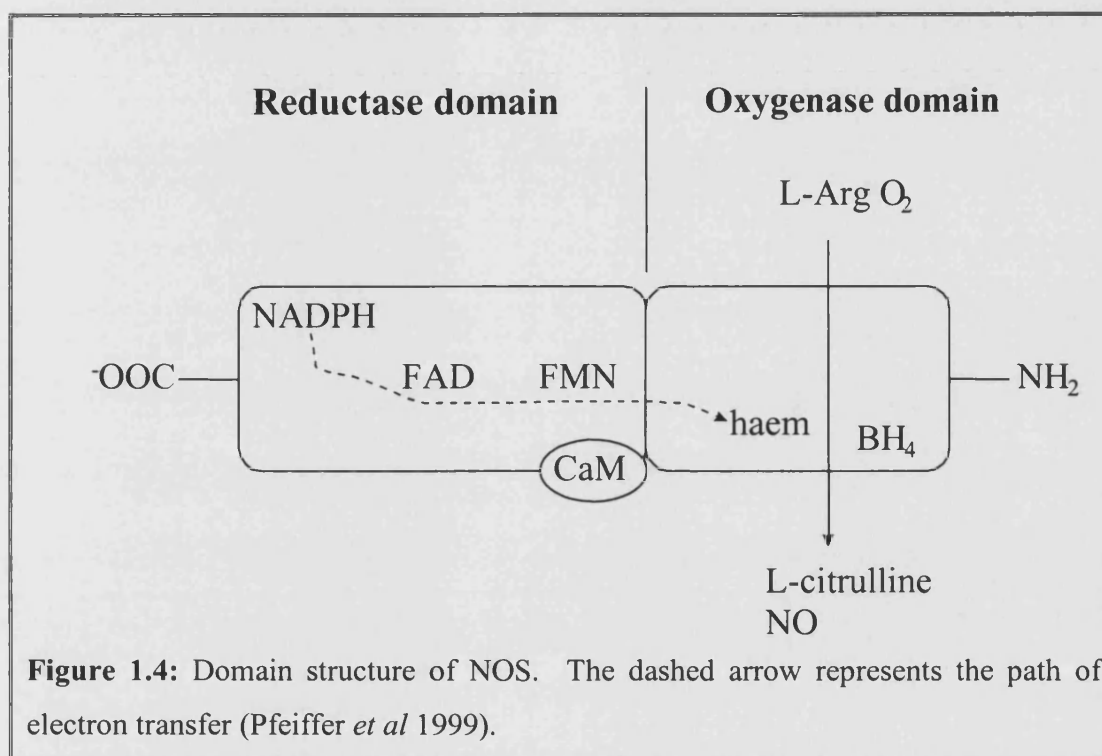 Reductase domain
Oxygenase domain
L-Arg O₂
NADPH
⁻OOC
FAD
FMN
NH₂
haem
BH₄
CaM
L-citrulline
NO
Figure 1.4: Domain structure of NOS. The dashed arrow represents the path of
electron transfer (Pfeiffer et al 1999).